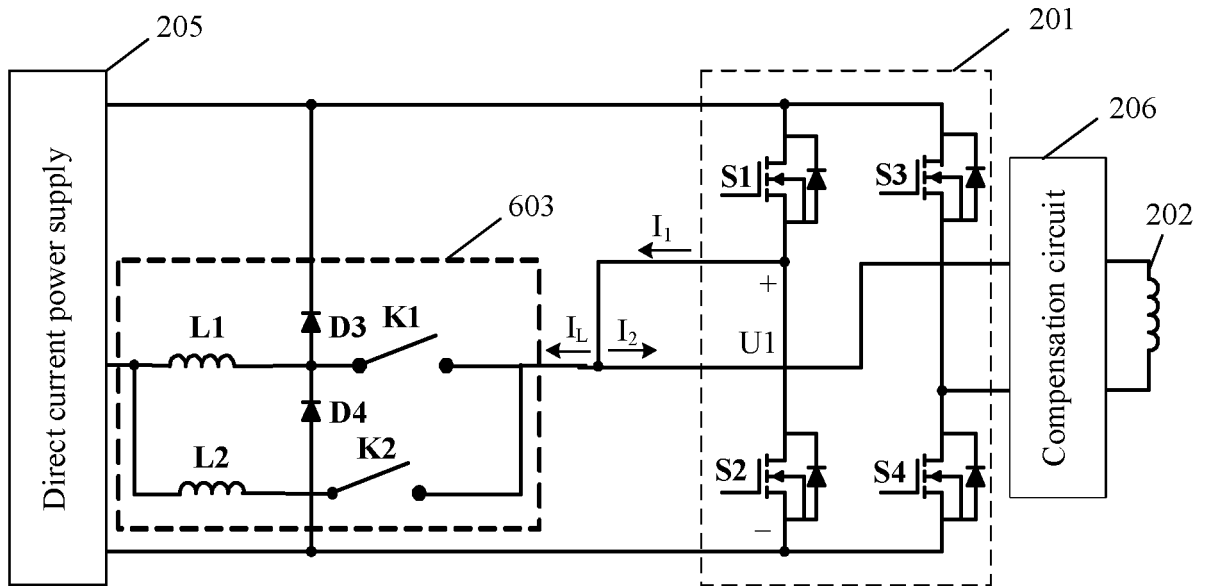 205
201
206
S1
S3
202
603
I₁
+
L1
D3
K1
I_L
I₂
U1
D4
L2
K2
S2
S4
−
Direct current power supply
Compensation circuit